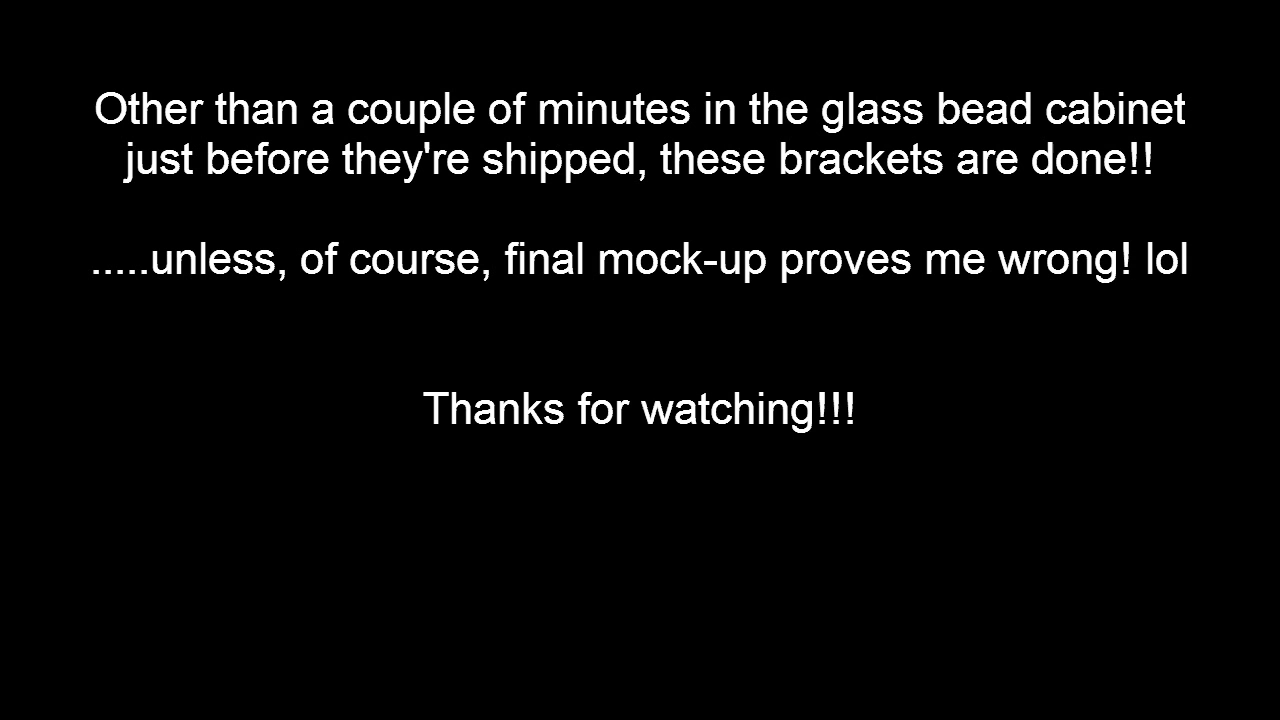 Other than a couple of minutes in the glass bead cabinet
just before they're shipped, these brackets are done!!
.....unless, of course, final mock-up proves me wrong! lol
Thanks for watching!!!